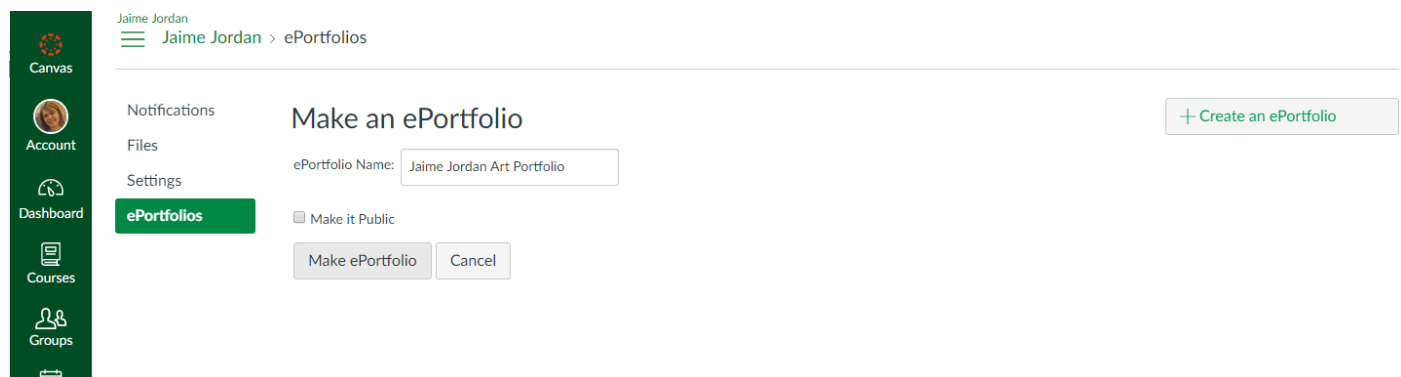 Jaime Jordan
Jaime Jordan > ePortfolios
Canvas
Account
Dashboard
Courses
Groups
Notifications
Files
Settings
ePortfolios
Make an ePortfolio
ePortfolio Name: Jaime Jordan Art Portfolio
Make it Public
Make ePortfolio Cancel
+ Create an ePortfolio